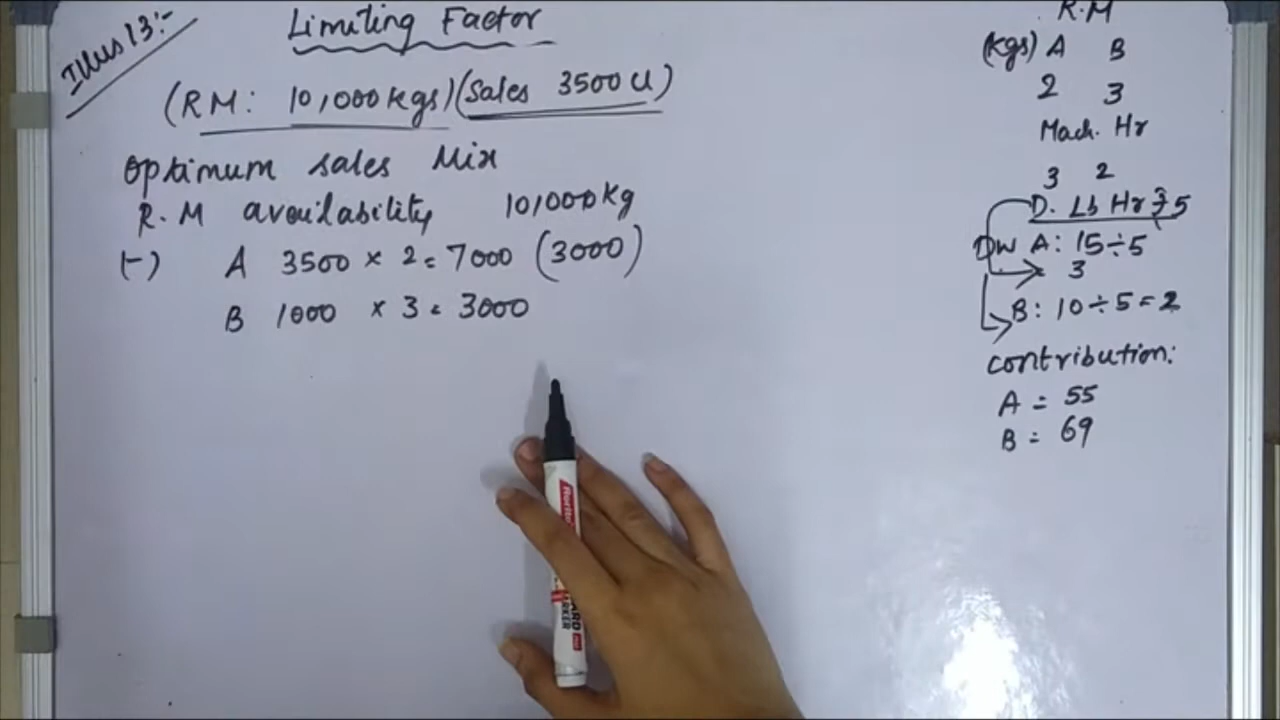 Illus 13:-
Limiting Factor
(RM: 10,000 kgs) (Sales 3500 U)
Optimum sales Mix
R.M availability 10,000 Kg
(-) A 3500 × 2 = 7000 (3000)
B 1000 × 3 = 3000
R.M
(kgs) A B
2 3
Mach. Hr
3 2
D. Lb Hr ₹5
DW A: 15÷5
3
B: 10÷5=2
contribution:
A = 55
B = 69